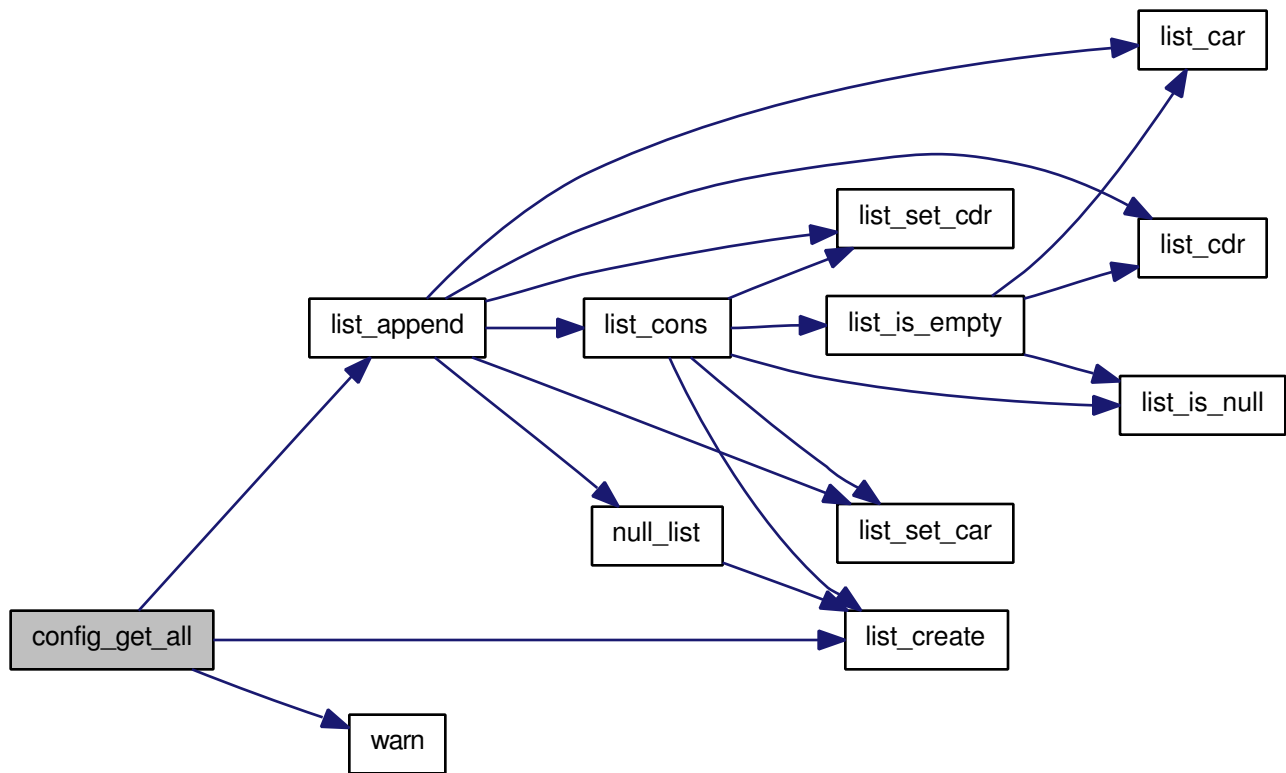 list_car
list_set_cdr
list_cdr
list_append
list_cons
list_is_empty
list_is_null
null_list
list_set_car
config_get_all
list_create
warn